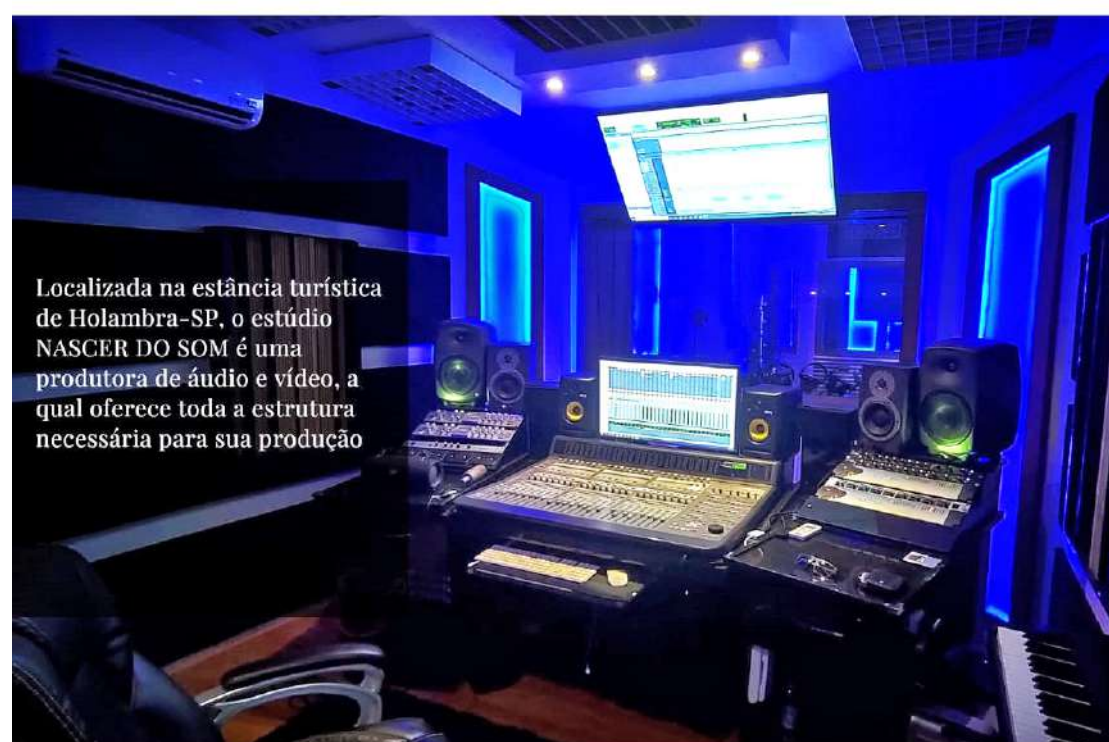 Localizada na estância turística
de Holambra-SP, o estúdio
NASCER DO SOM é uma
produtora de áudio e vídeo, a
qual oferece toda a estrutura
necessária para sua produção